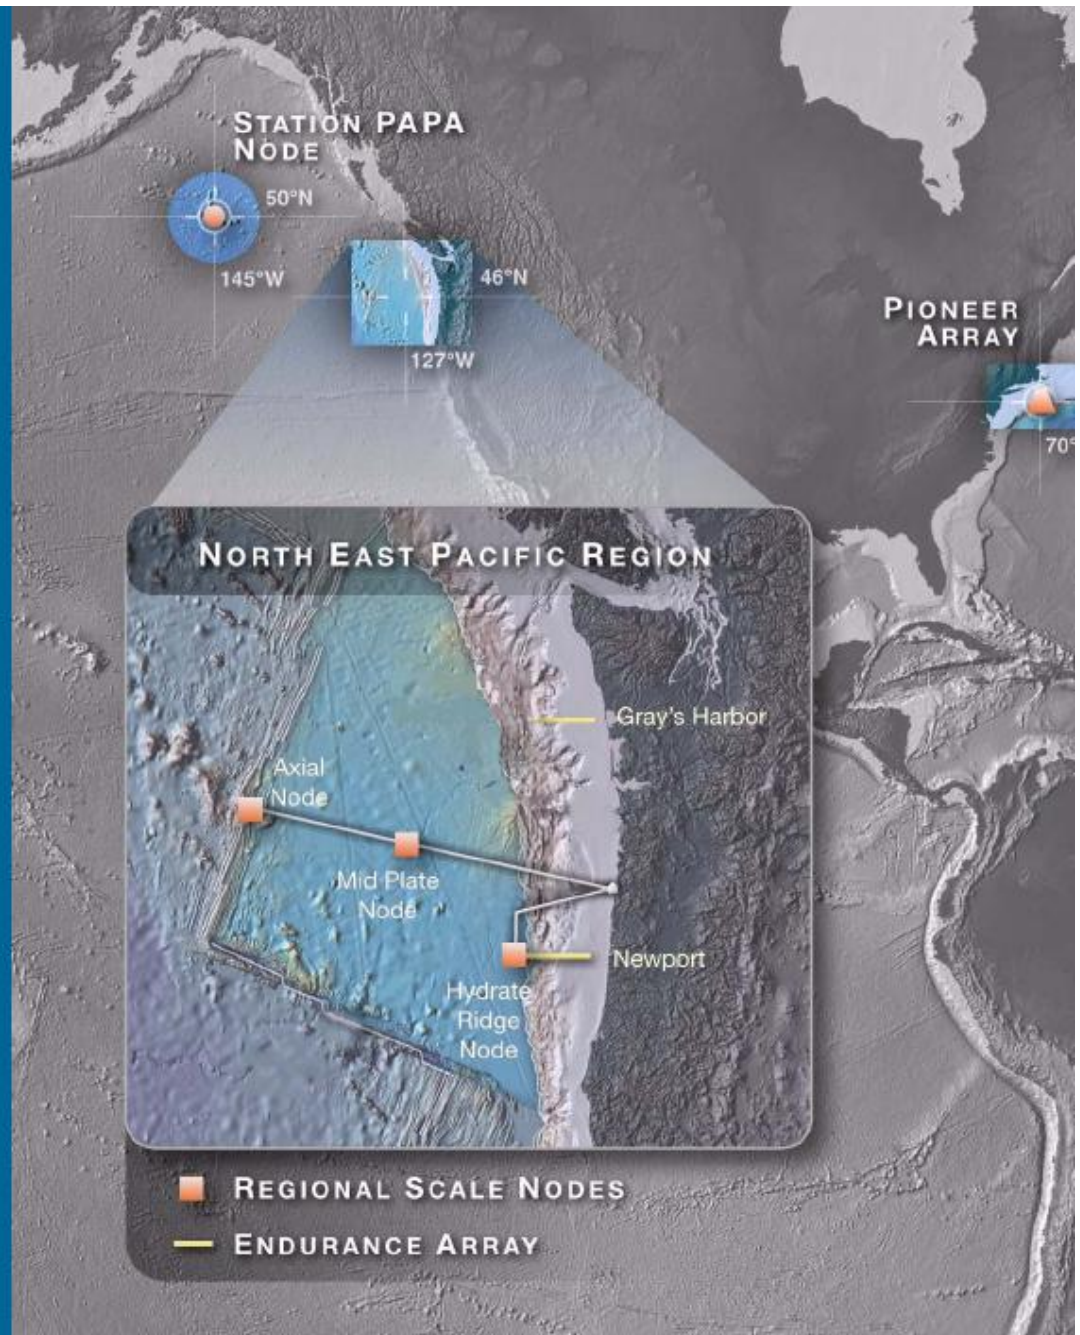 STATION PAPA
NODE
50°N
145°W
46°N
127°W
PIONEER
ARRAY
70°
NORTH EAST PACIFIC REGION
Gray's Harbor
Axial
Node
Mid Plate
Node
Newport
Hydrate
Ridge
Node
REGIONAL SCALE NODES
ENDURANCE ARRAY